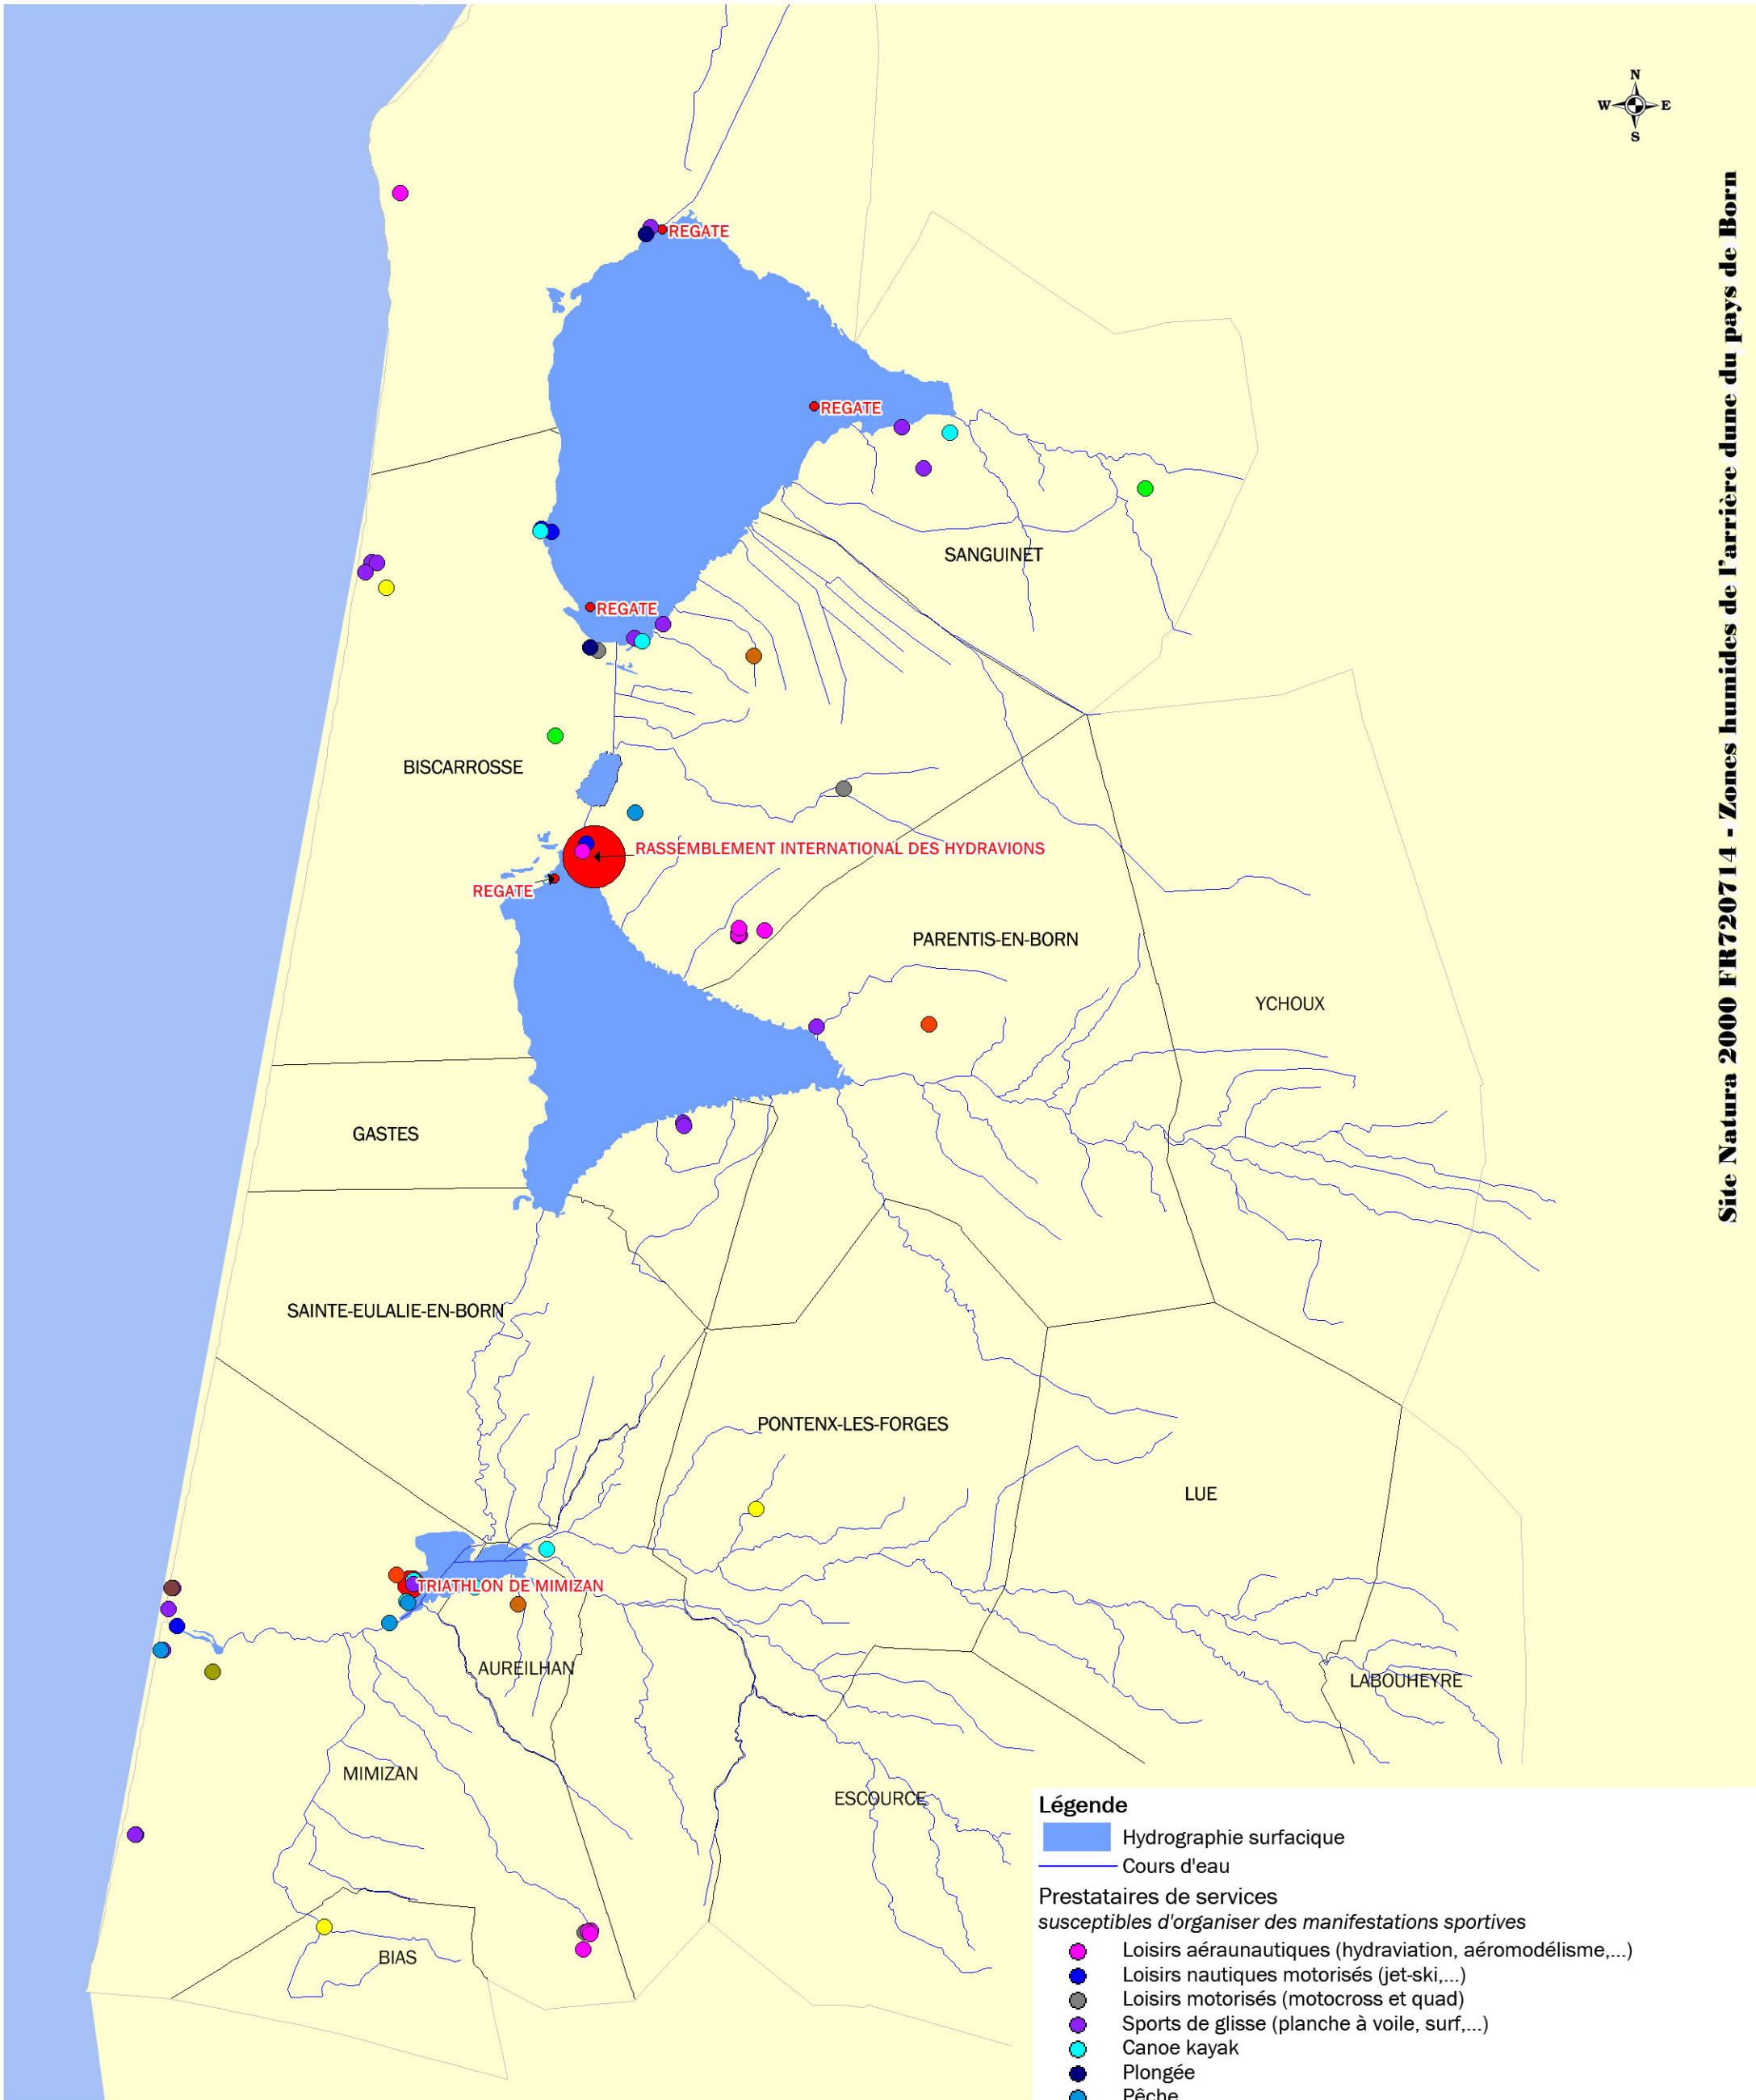 N
W E
S
Site Natura 2000 FR7220714 - Zones humides de l'arrière dune du pays de Born
REGATE
REGATE
SANGUINET
REGATE
BISCARROSSE
RASSEMBLEMENT INTERNATIONAL DES HYDRAVIONS
REGATE
PARENTIS-EN-BORN
YCHOUX
GASTES
SAINTE-EULALIE-EN-BORN
PONTENX-LES-FORGES
LUE
TRIATHLON DE MIMIZAN
AUREILHAN
LABOUHEYRE
MIMIZAN
ESCOURCE
BIAS
Légende
Hydrographie surfacique
Cours d'eau
Prestataires de services
susceptibles d'organiser des manifestations sportives
Loisirs aéraunautiques (hydraviation, aéromodélisme,...)
Loisirs nautiques motorisés (jet-ski,...)
Loisirs motorisés (motocross et quad)
Sports de glisse (planche à voile, surf,...)
Canoe kayak
Plongée
Pêche